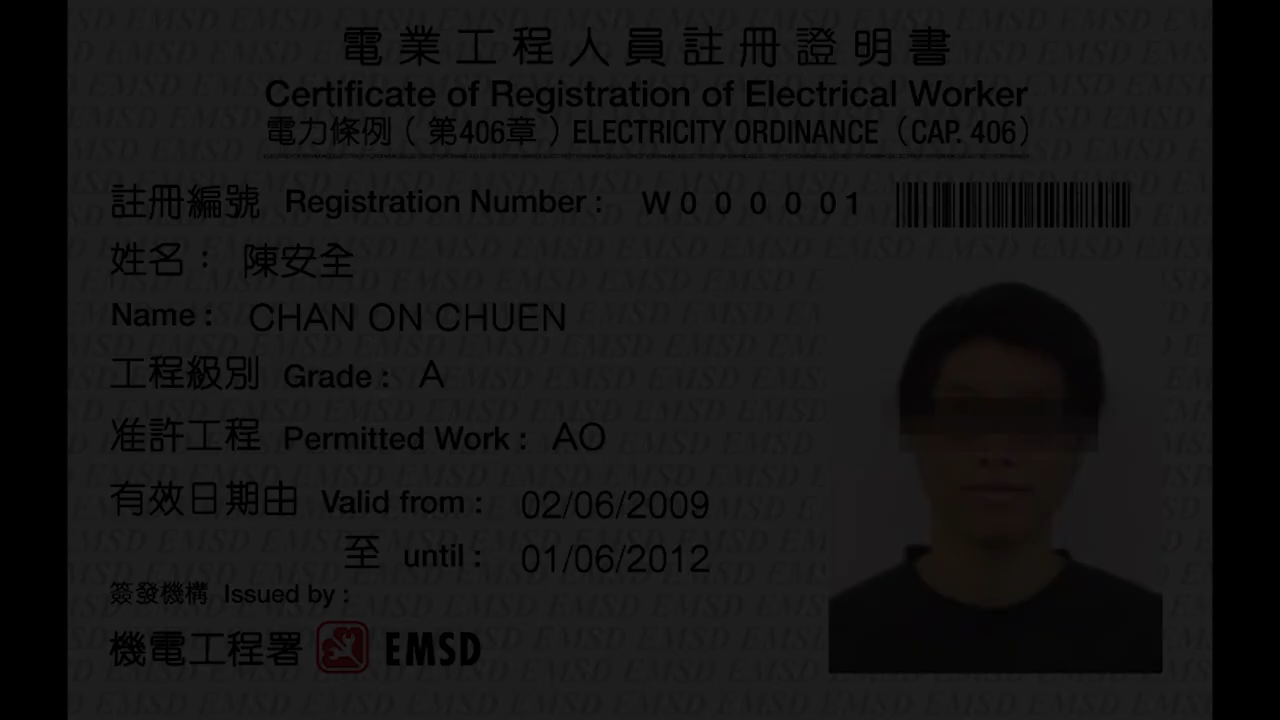 電業工程人員註冊證明書
Certificate of Registration of Electrical Worker
電力條例（第406章）ELECTRICITY ORDINANCE (CAP. 406)
註冊編號 Registration Number : W000001
姓名： 陳安全
Name : CHAN ON CHUEN
工程級別 Grade : A
准許工程 Permitted Work : AO
有效日期由 Valid from : 02/06/2009
至 until : 01/06/2012
簽發機構 Issued by :
機電工程署 EMSD